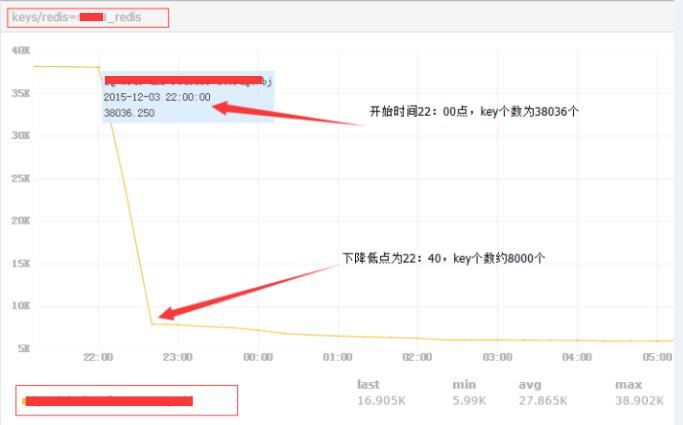 keys/redis=
_redis
40K
2015-12-03 22:00:00
38036.250
开始时间22：00点，key个数为38036个
35K
30K
25K
20K
15K
下降低点为22：40，key个数约8000个
10K
5K
22:00 23:00 00:00 01:00 02:00 03:00 04:00 05:00
last min avg max
16.905K 5.99K 27.865K 38.902K